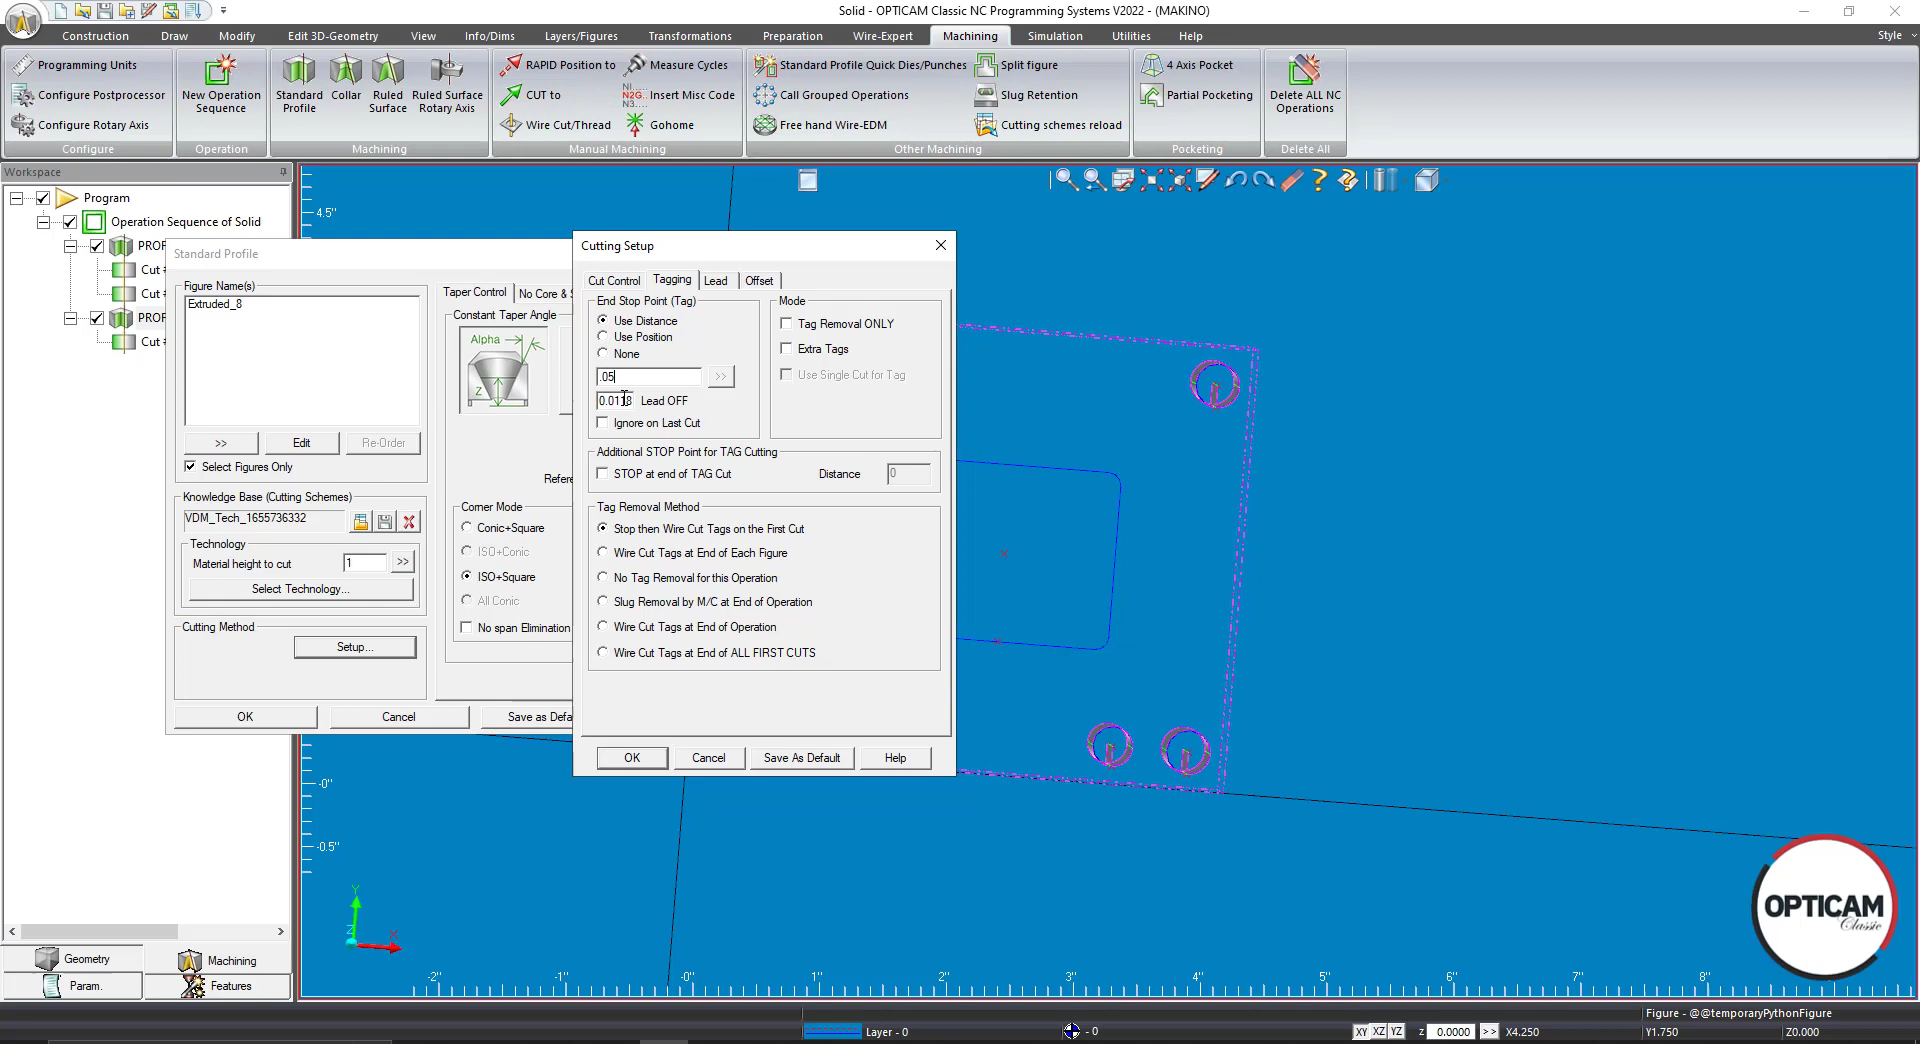 Solid - OPTICAM Classic NC Programming Systems V2022 - (MAKINO)
Construction Draw Modify Edit 3D-Geometry View Info/Dims Layers/Figures Transformations Preparation Wire-Expert Machining Simulation Utilities Help Style
Programming Units
Configure Postprocessor
Configure Rotary Axis
Configure
New Operation
Sequence
Operation
Standard
Profile
Collar
Ruled
Surface
Ruled Surface
Rotary Axis
Machining
RAPID Position to
CUT to
Wire Cut/Thread
Measure Cycles
N1....
N2G..
N3...
Insert Misc Code
Gohome
Manual Machining
Standard Profile Quick Dies/Punches
Call Grouped Operations
Free hand Wire-EDM
Split figure
Slug Retention
Cutting schemes reload
Other Machining
4 Axis Pocket
Partial Pocketing
Pocketing
Delete ALL NC
Operations
Delete All
Workspace
Program
Operation Sequence of Solid
PROF
Cut #
Cut #
PROF
Cut #
Geometry
Machining
Param.
Features
Standard Profile
Figure Name(s)
Extruded_8
>> Edit Re-Order
Select Figures Only
Knowledge Base (Cutting Schemes)
VDM_Tech_1655736332
Technology
Material height to cut 1 >>
Select Technology...
Cutting Method
Setup...
OK Cancel Save as Defa
Taper Control No Core & S
Constant Taper Angle
Alpha
Z
Refere
Corner Mode
Conic+Square
ISO+Conic
ISO+Square
All Conic
No span Elimination
Cutting Setup
Cut Control Tagging Lead Offset
End Stop Point (Tag)
Use Distance
Use Position
None
.05 >>
0.0118 Lead OFF
Ignore on Last Cut
Mode
Tag Removal ONLY
Extra Tags
Use Single Cut for Tag
Additional STOP Point for TAG Cutting
STOP at end of TAG Cut Distance 0
Tag Removal Method
Stop then Wire Cut Tags on the First Cut
Wire Cut Tags at End of Each Figure
No Tag Removal for this Operation
Slug Removal by M/C at End of Operation
Wire Cut Tags at End of Operation
Wire Cut Tags at End of ALL FIRST CUTS
OK Cancel Save As Default Help
4.5"
-0"
-0.5"
Y
Z
X
-2" -1" -0" 1" 2" 3" 4" 5" 6" 7" 8"
OPTICAM
Classic
Figure - @@temporaryPythonFigure
Layer - 0 - 0 XY XZ YZ z 0.0000 >> X4.250 Y1.750 Z0.000